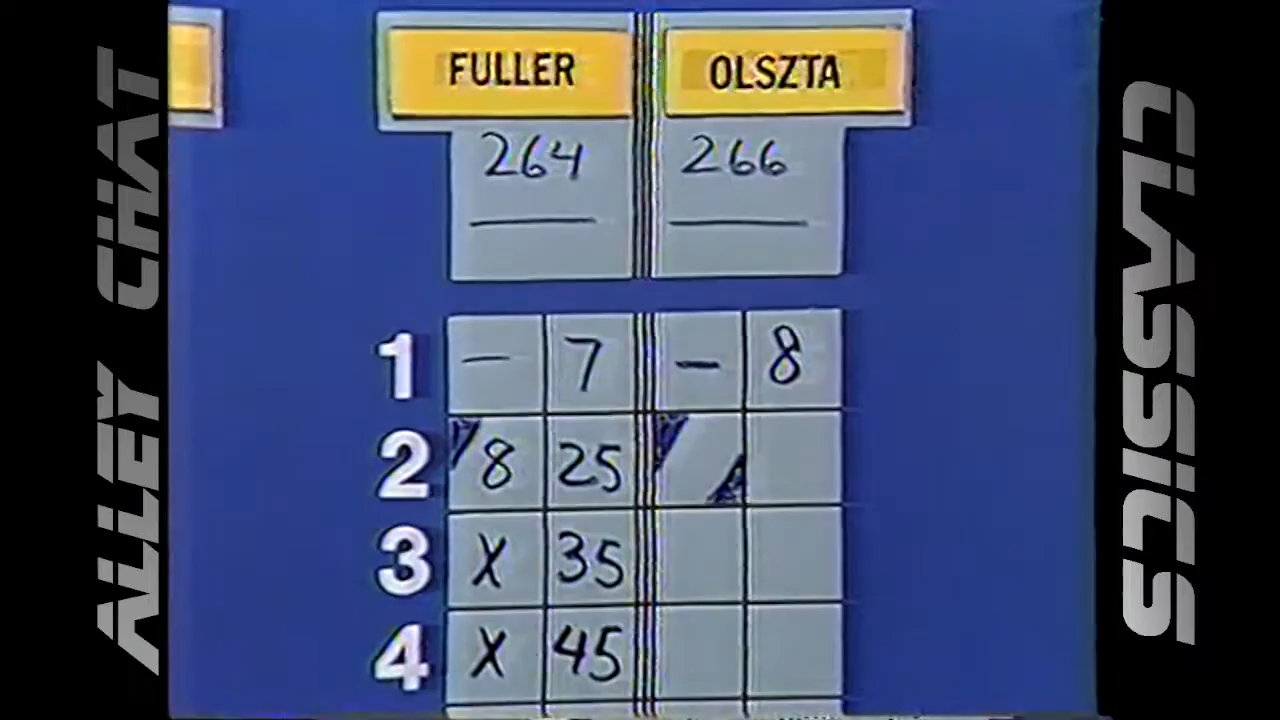 ALLEY CHAT
FULLER OLSZTA
264 266
1 – 7 – 8
2 8 25
3 X 35
4 X 45
CLASSICS